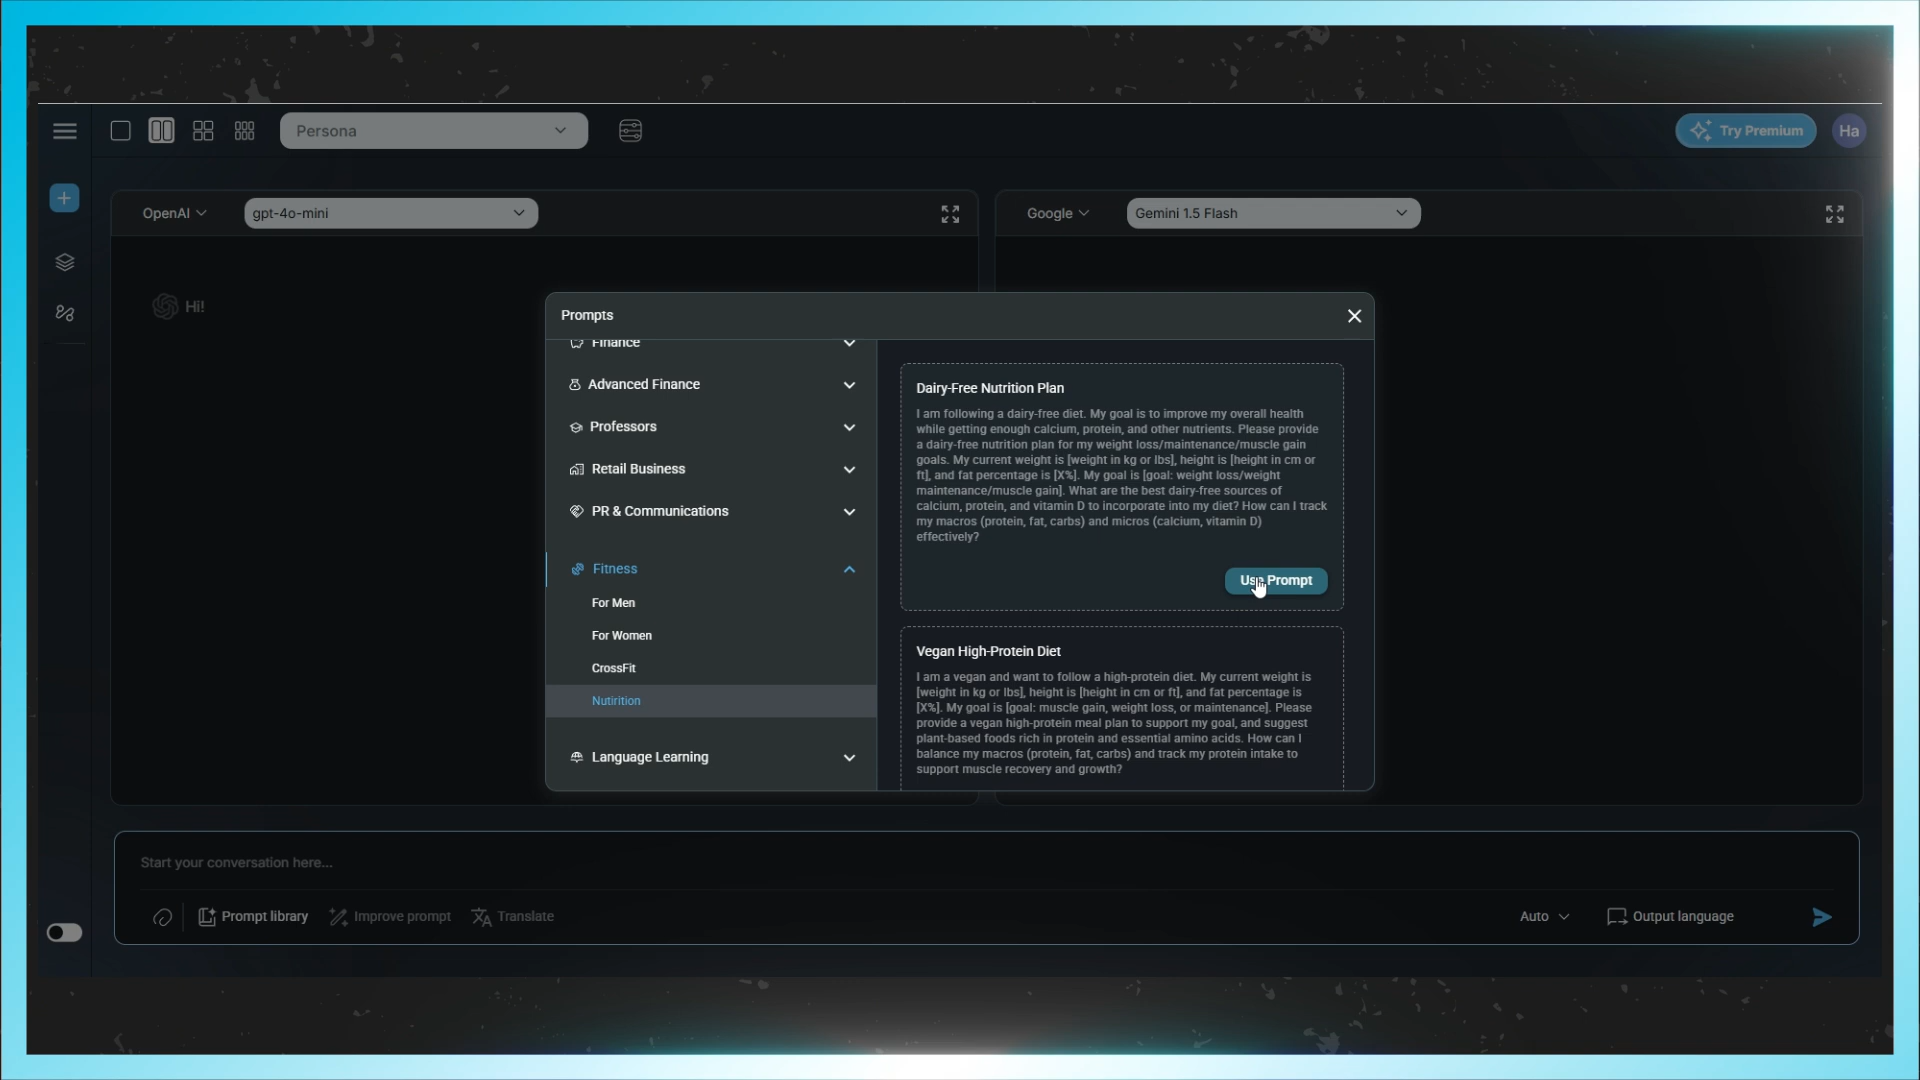 Persona
Try Premium
Ha
OpenAI
gpt-4o-mini
Google
Gemini 1.5 Flash
Hi!
Prompts
Finance
Advanced Finance
Professors
Retail Business
PR & Communications
Fitness
For Men
For Women
CrossFit
Nutirition
Language Learning
Dairy-Free Nutrition Plan
I am following a dairy-free diet. My goal is to improve my overall health
while getting enough calcium, protein, and other nutrients. Please provide
a dairy-free nutrition plan for my weight loss/maintenance/muscle gain
goals. My current weight is [weight in kg or lbs], height is [height in cm or
ft], and fat percentage is [X%]. My goal is [goal: weight loss/weight
maintenance/muscle gain]. What are the best dairy-free sources of
calcium, protein, and vitamin D to incorporate into my diet? How can I track
my macros (protein, fat, carbs) and micros (calcium, vitamin D)
effectively?
Use Prompt
Vegan High-Protein Diet
I am a vegan and want to follow a high-protein diet. My current weight is
[weight in kg or lbs], height is [height in cm or ft], and fat percentage is
[X%]. My goal is [goal: muscle gain, weight loss, or maintenance]. Please
provide a vegan high-protein meal plan to support my goal, and suggest
plant-based foods rich in protein and essential amino acids. How can I
balance my macros (protein, fat, carbs) and track my protein intake to
support muscle recovery and growth?
Start your conversation here...
Prompt library
Improve prompt
Translate
Auto
Output language